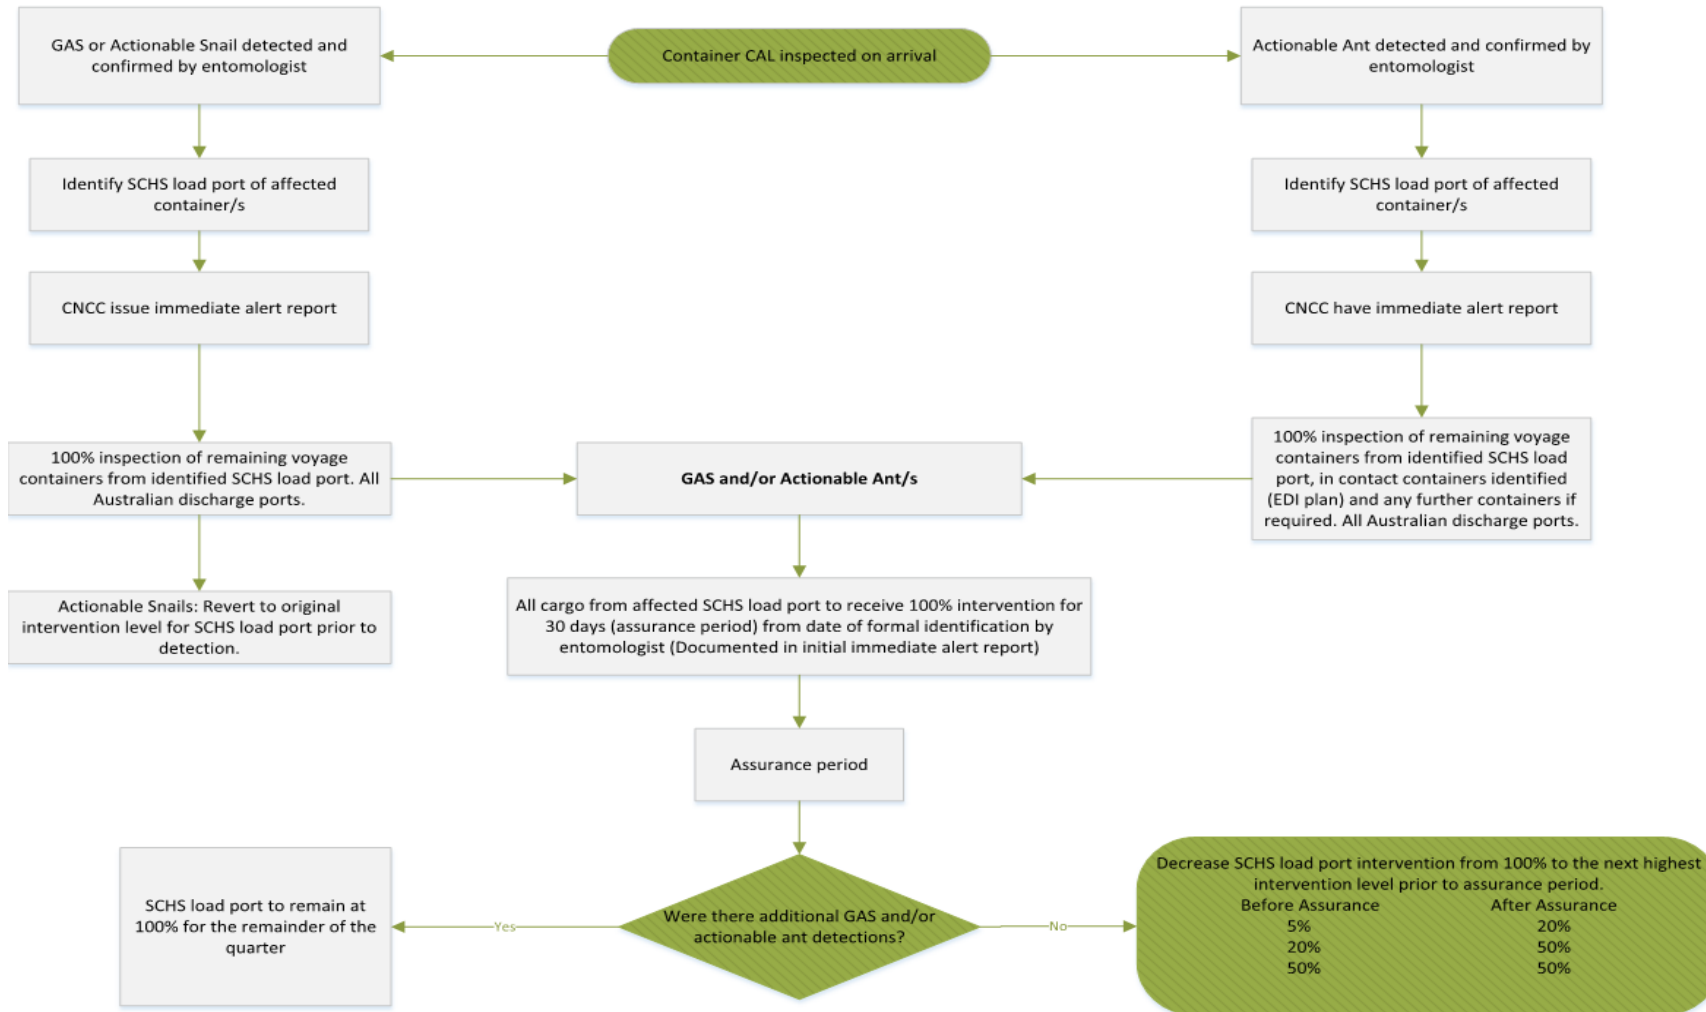 Container CAL inspected on arrival
GAS or Actionable Snail detected and
confirmed by entomologist
Identify SCHS load port of affected
container/s
CNCC issue immediate alert report
100% inspection of remaining voyage
containers from identified SCHS load port. All
Australian discharge ports.
Actionable Snails: Revert to original
intervention level for SCHS load port prior to
detection.
Actionable Ant detected and confirmed by
entomologist
Identify SCHS load port of affected
container/s
CNCC have immediate alert report
100% inspection of remaining voyage
containers from identified SCHS load
port, in contact containers identified
(EDI plan) and any further containers if
required. All Australian discharge ports.
GAS and/or Actionable Ant/s
All cargo from affected SCHS load port to receive 100% intervention for
30 days (assurance period) from date of formal identification by
entomologist (Documented in initial immediate alert report)
Assurance period
Were there additional GAS and/or
actionable ant detections?
Yes
SCHS load port to remain at
100% for the remainder of the
quarter
No
Decrease SCHS load port intervention from 100% to the next highest
intervention level prior to assurance period.
Before Assurance After Assurance
5% 20%
20% 50%
50% 50%